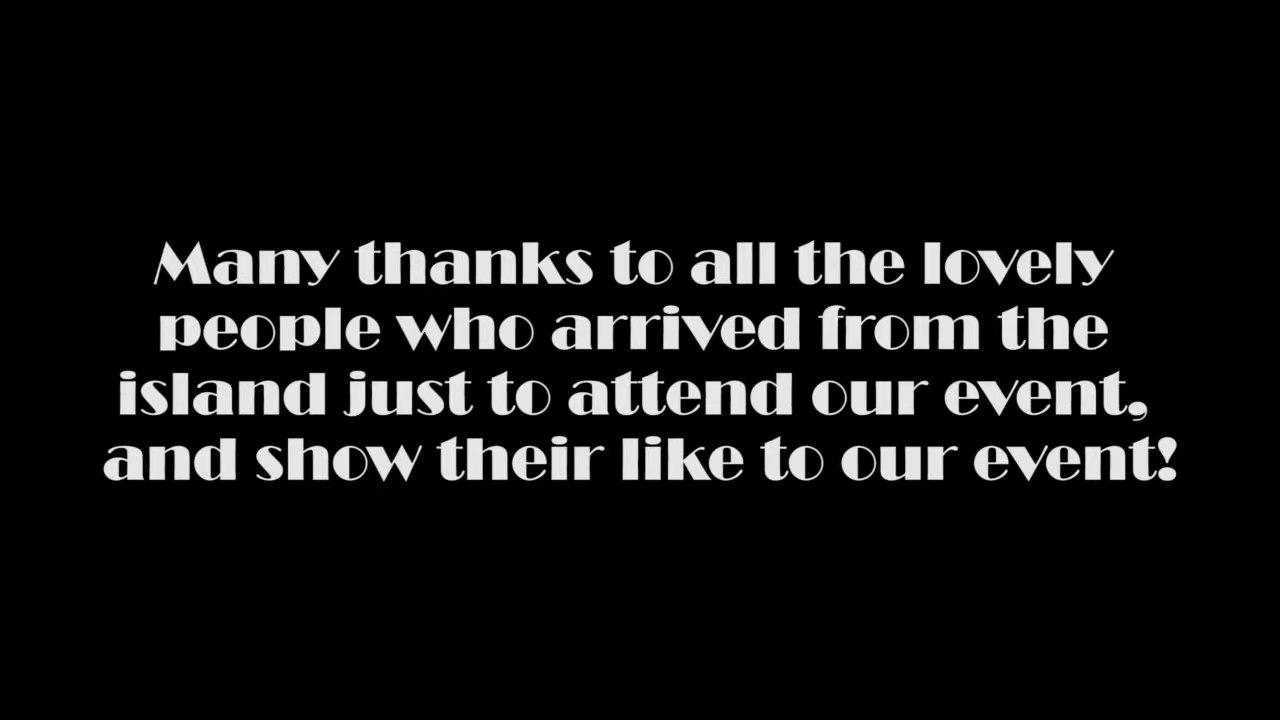 Many thanks to all the lovely
people who arrived from the
island just to attend our event,
and show their like to our event!